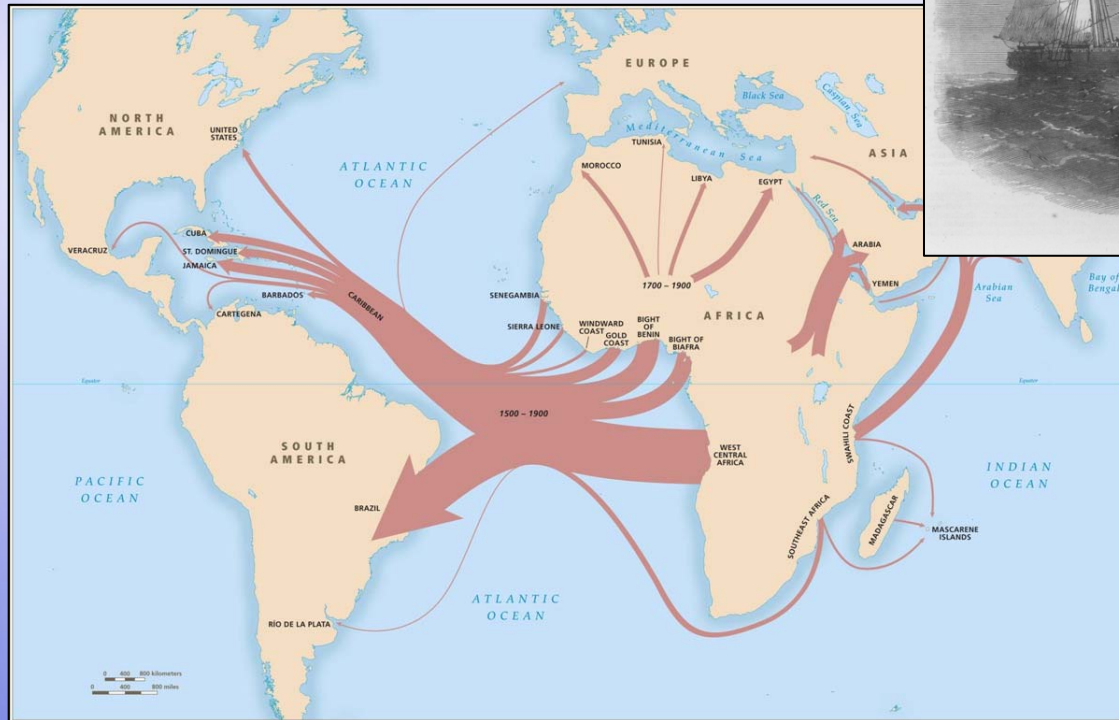 EUROPE
Black Sea
Caspian Sea
NORTH
AMERICA
UNITED
STATES
ATLANTIC
OCEAN
Mediterranean Sea
ASIA
TUNISIA
MOROCCO
LIBYA
EGYPT
Red Sea
CUBA
VERACRUZ
ST. DOMINGUE
JAMAICA
ARABIA
BARBADOS
CARIBBEAN
CARTEGENA
SENEGAMBIA
1700 – 1900
YEMEN
Arabian
Sea
Bay of
Bengal
SIERRA LEONE
WINDWARD
COAST
GOLD
COAST
BIGHT
OF
BENIN
BIGHT OF
BIAFRA
AFRICA
Equator
Equator
1500 – 1900
SOUTH
AMERICA
WEST
CENTRAL
AFRICA
SWAHILI COAST
INDIAN
OCEAN
PACIFIC
OCEAN
BRAZIL
SOUTHEAST AFRICA
MADAGASCAR
MASCARENE
ISLANDS
ATLANTIC
OCEAN
RÍO DE LA PLATA
0 400 800 kilometers
0 400 800 miles